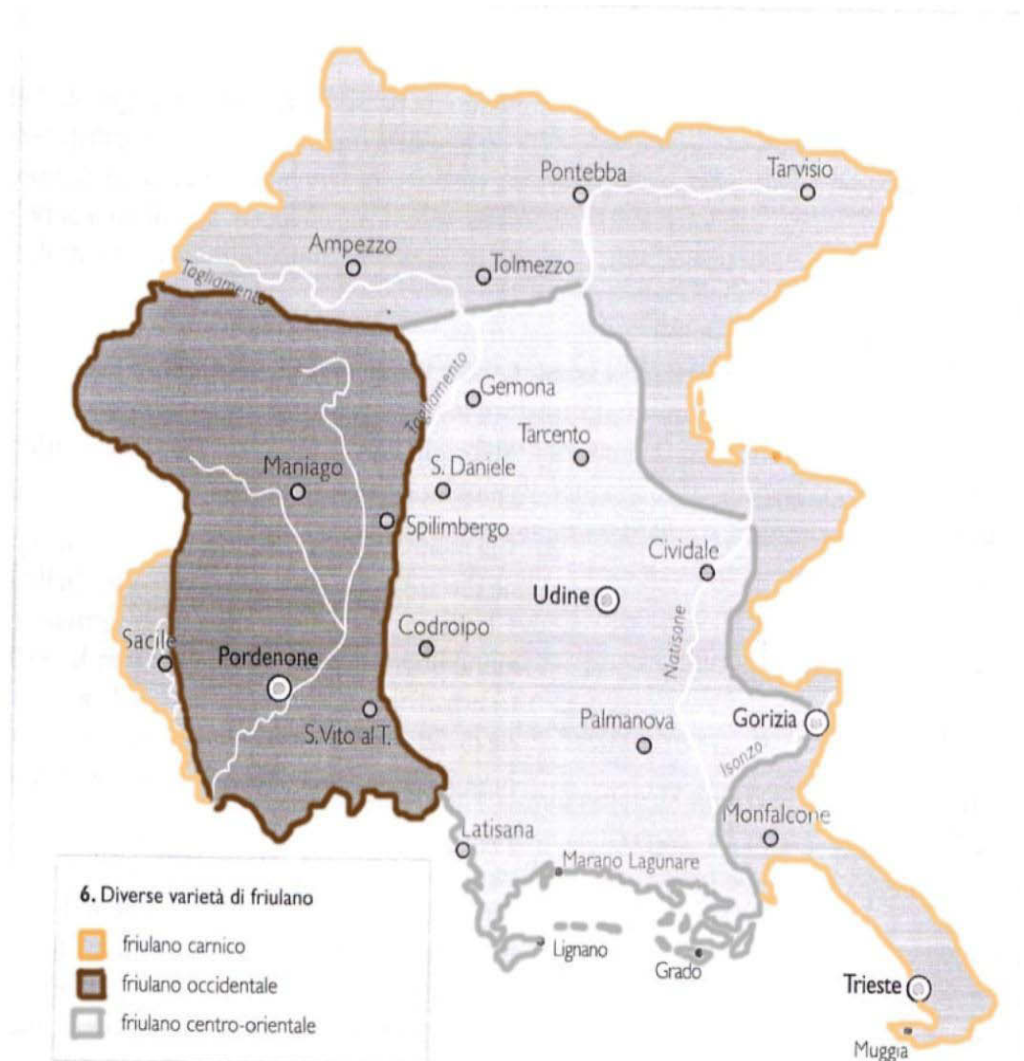 Pontebba
Tarvisio
Ampezzo
Tolmezzo
Tagliamento
Tagliamento
Gemona
Tarcento
Maniago
S. Daniele
Spilimbergo
Cividale
Udine
Natisone
Sacile
Pordenone
Codroipo
S. Vito al T.
Palmanova
Gorizia
Isonzo
Monfalcone
Latisana
Marano Lagunare
Lignano
Grado
Trieste
Muggia
6. Diverse varietà di friulano
friulano carnico
friulano occidentale
friulano centro-orientale